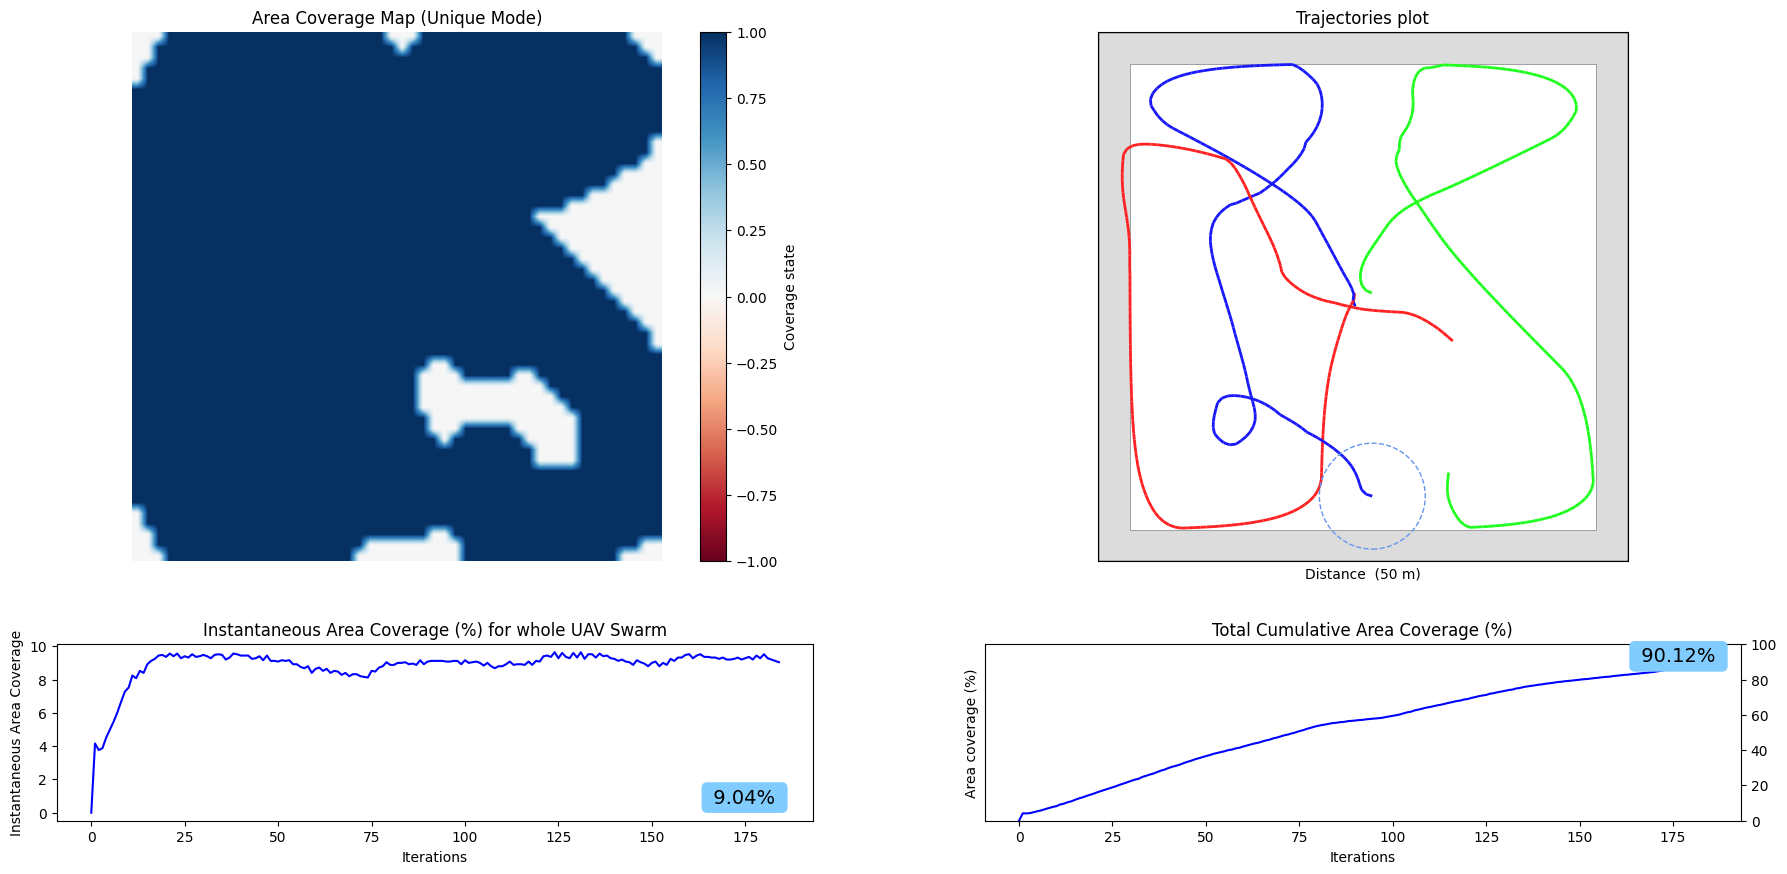 Area Coverage Map (Unique Mode)
1.00
0.75
0.50
0.25
0.00
−0.25
−0.50
−0.75
−1.00
Coverage state
Trajectories plot
Distance  (50 m)
Instantaneous Area Coverage (%) for whole UAV Swarm
Instantaneous Area Coverage
10
8
6
4
2
0
9.04%
0 25 50 75 100 125 150 175
Iterations
Total Cumulative Area Coverage (%)
Area coverage (%)
90.12%
100
80
60
40
20
0
0 25 50 75 100 125 150 175
Iterations